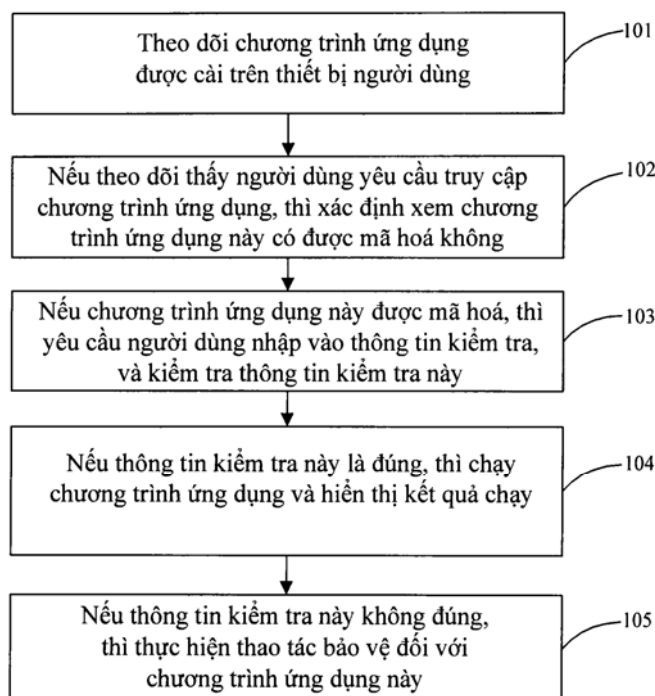 Theo dõi chương trình ứng dụng
được cài trên thiết bị người dùng
101
Nếu theo dõi thấy người dùng yêu cầu truy cập
chương trình ứng dụng, thì xác định xem chương
trình ứng dụng này có được mã hoá không
102
Nếu chương trình ứng dụng này được mã hoá, thì
yêu cầu người dùng nhập vào thông tin kiểm tra,
và kiểm tra thông tin kiểm tra này
103
Nếu thông tin kiểm tra này là đúng, thì chạy
chương trình ứng dụng và hiển thị kết quả chạy
104
Nếu thông tin kiểm tra này không đúng,
thì thực hiện thao tác bảo vệ đối với
chương trình ứng dụng này
105